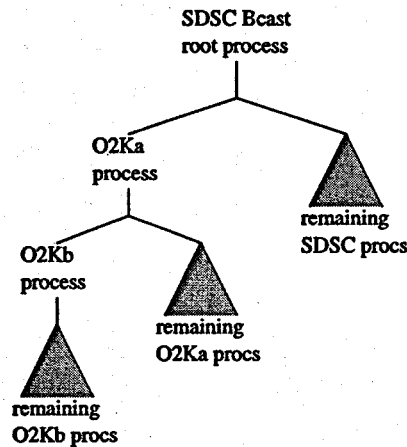 SDSC Bcast
root process
O2Ka
process
remaining
SDSC procs
O2Kb
process
remaining
O2Ka procs
remaining
O2Kb procs